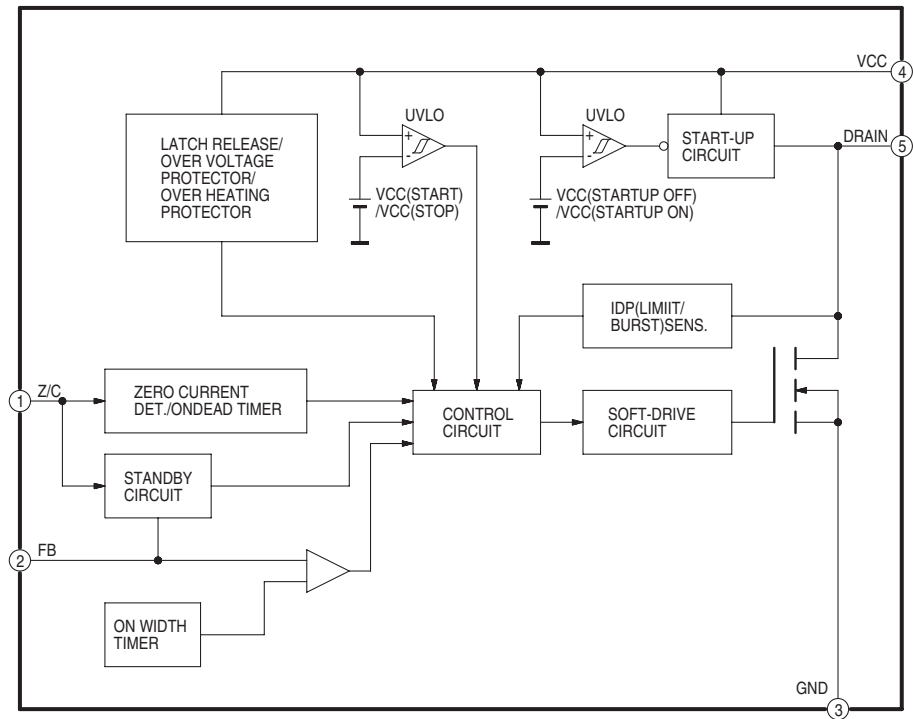 VCC
4
UVLO
UVLO
LATCH RELEASE/
OVER VOLTAGE
PROTECTOR/
OVER HEATING
PROTECTOR
+
-
+
-
START-UP
CIRCUIT
DRAIN
5
VCC(START)
/VCC(STOP)
VCC(STARTUP OFF)
/VCC(STARTUP ON)
IDP(LIMIIT/
BURST)SENS.
1
Z/C
ZERO CURRENT
DET./ONDEAD TIMER
CONTROL
CIRCUIT
SOFT-DRIVE
CIRCUIT
STANDBY
CIRCUIT
2
FB
ON WIDTH
TIMER
GND
3